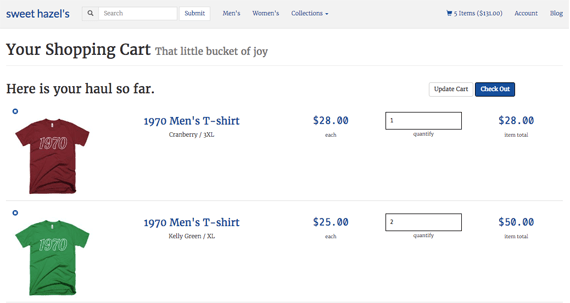 sweet hazel's Search Submit Men's Women's Collections 5 Items ($131.00) Account Blog
Your Shopping Cart That little bucket of joy
Here is your haul so far. Update Cart Check Out
1970 Men's T-shirt $28.00 1 $28.00
Cranberry / 3XL each quantify item total
1970
1970 Men's T-shirt $25.00 2 $50.00
Kelly Green / XL each quantify item total
1970